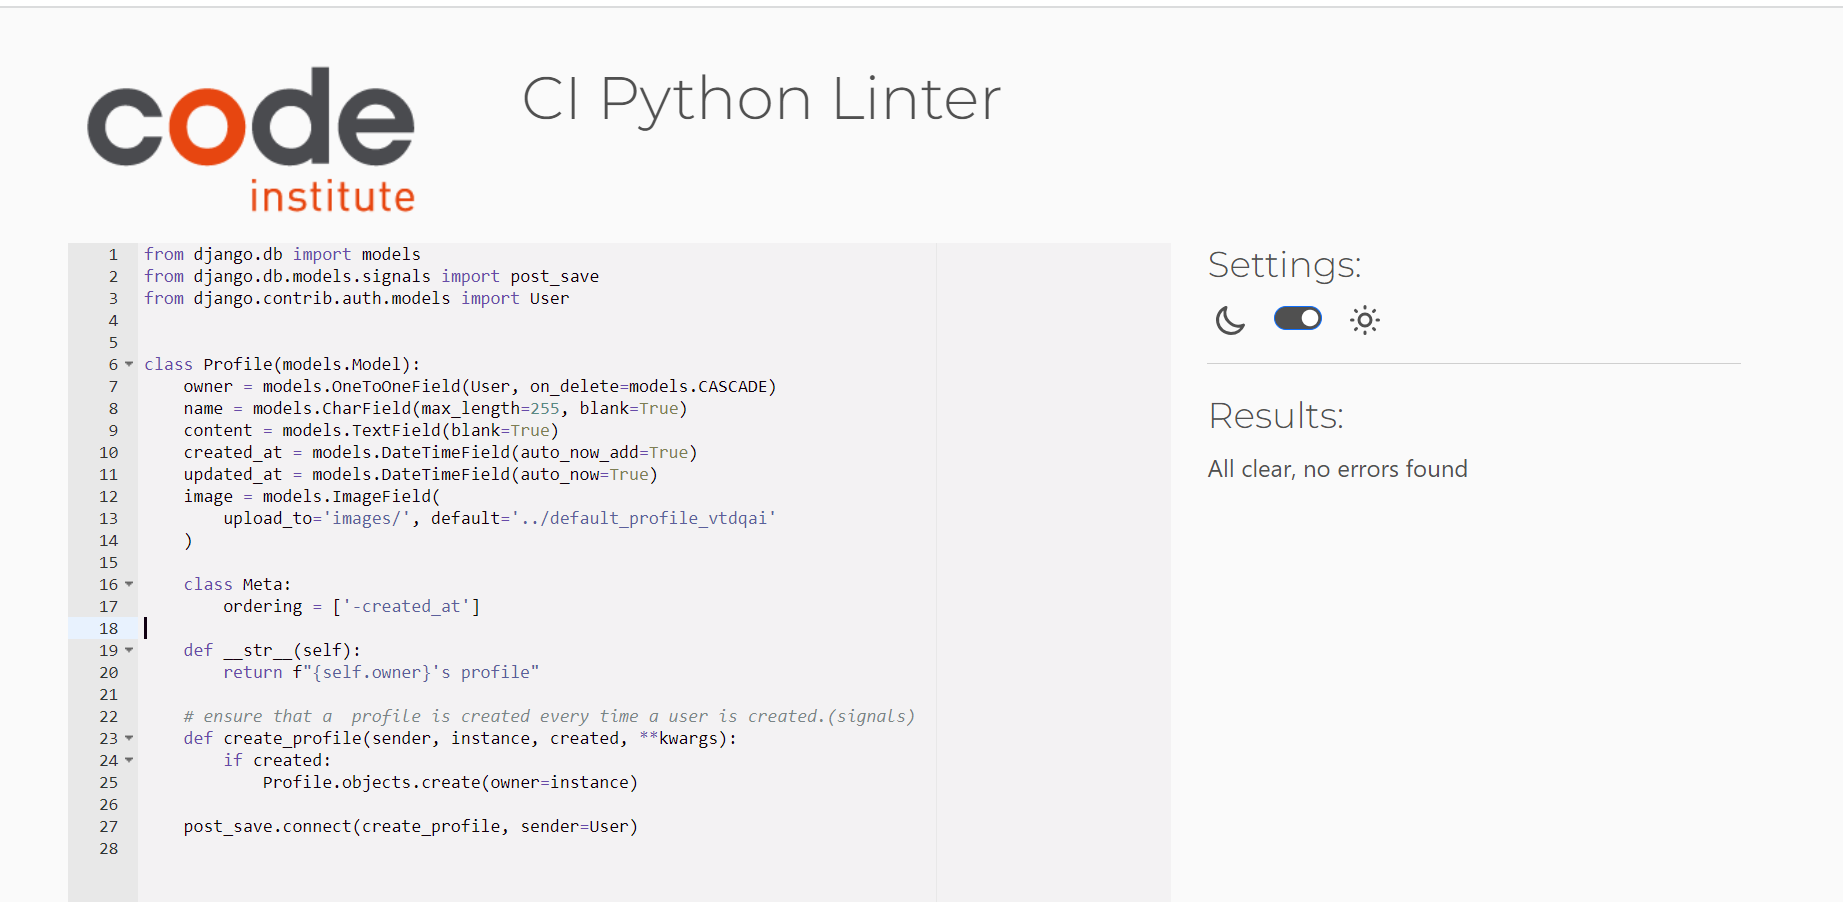 code
institute
CI Python Linter
1 from django.db import models
2 from django.db.models.signals import post_save
3 from django.contrib.auth.models import User
4
5
6 class Profile(models.Model):
7     owner = models.OneToOneField(User, on_delete=models.CASCADE)
8     name = models.CharField(max_length=255, blank=True)
9     content = models.TextField(blank=True)
10     created_at = models.DateTimeField(auto_now_add=True)
11     updated_at = models.DateTimeField(auto_now=True)
12     image = models.ImageField(
13         upload_to='images/', default='../default_profile_vtdqai'
14     )
15
16     class Meta:
17         ordering = ['-created_at']
18
19     def __str__(self):
20         return f"{self.owner}'s profile"
21
22     # ensure that a  profile is created every time a user is created.(signals)
23     def create_profile(sender, instance, created, **kwargs):
24         if created:
25             Profile.objects.create(owner=instance)
26
27     post_save.connect(create_profile, sender=User)
28
Settings:
Results:
All clear, no errors found